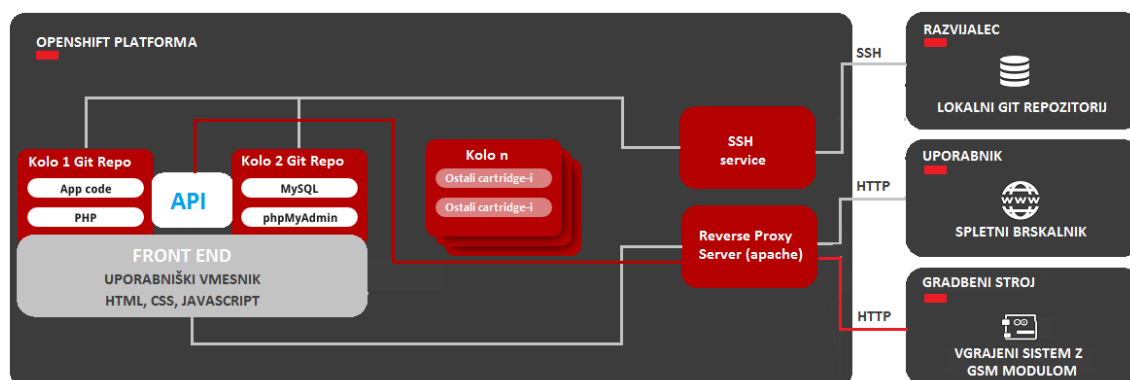 OPENSHIFT PLATFORMA
Kolo 1 Git Repo
App code
PHP
API
Kolo 2 Git Repo
MySQL
phpMyAdmin
FRONT END
UPORABNIŠKI VMESNIK
HTML, CSS, JAVASCRIPT
Kolo n
Ostali cartridge-i
Ostali cartridge-i
SSH
service
Reverse Proxy
Server (apache)
SSH
HTTP
HTTP
RAZVIJALEC
LOKALNI GIT REPOZITORIJ
UPORABNIK
WWW
SPLETNI BRSKALNIK
GRADBENI STROJ
VGRAJENI SISTEM Z
GSM MODULOM